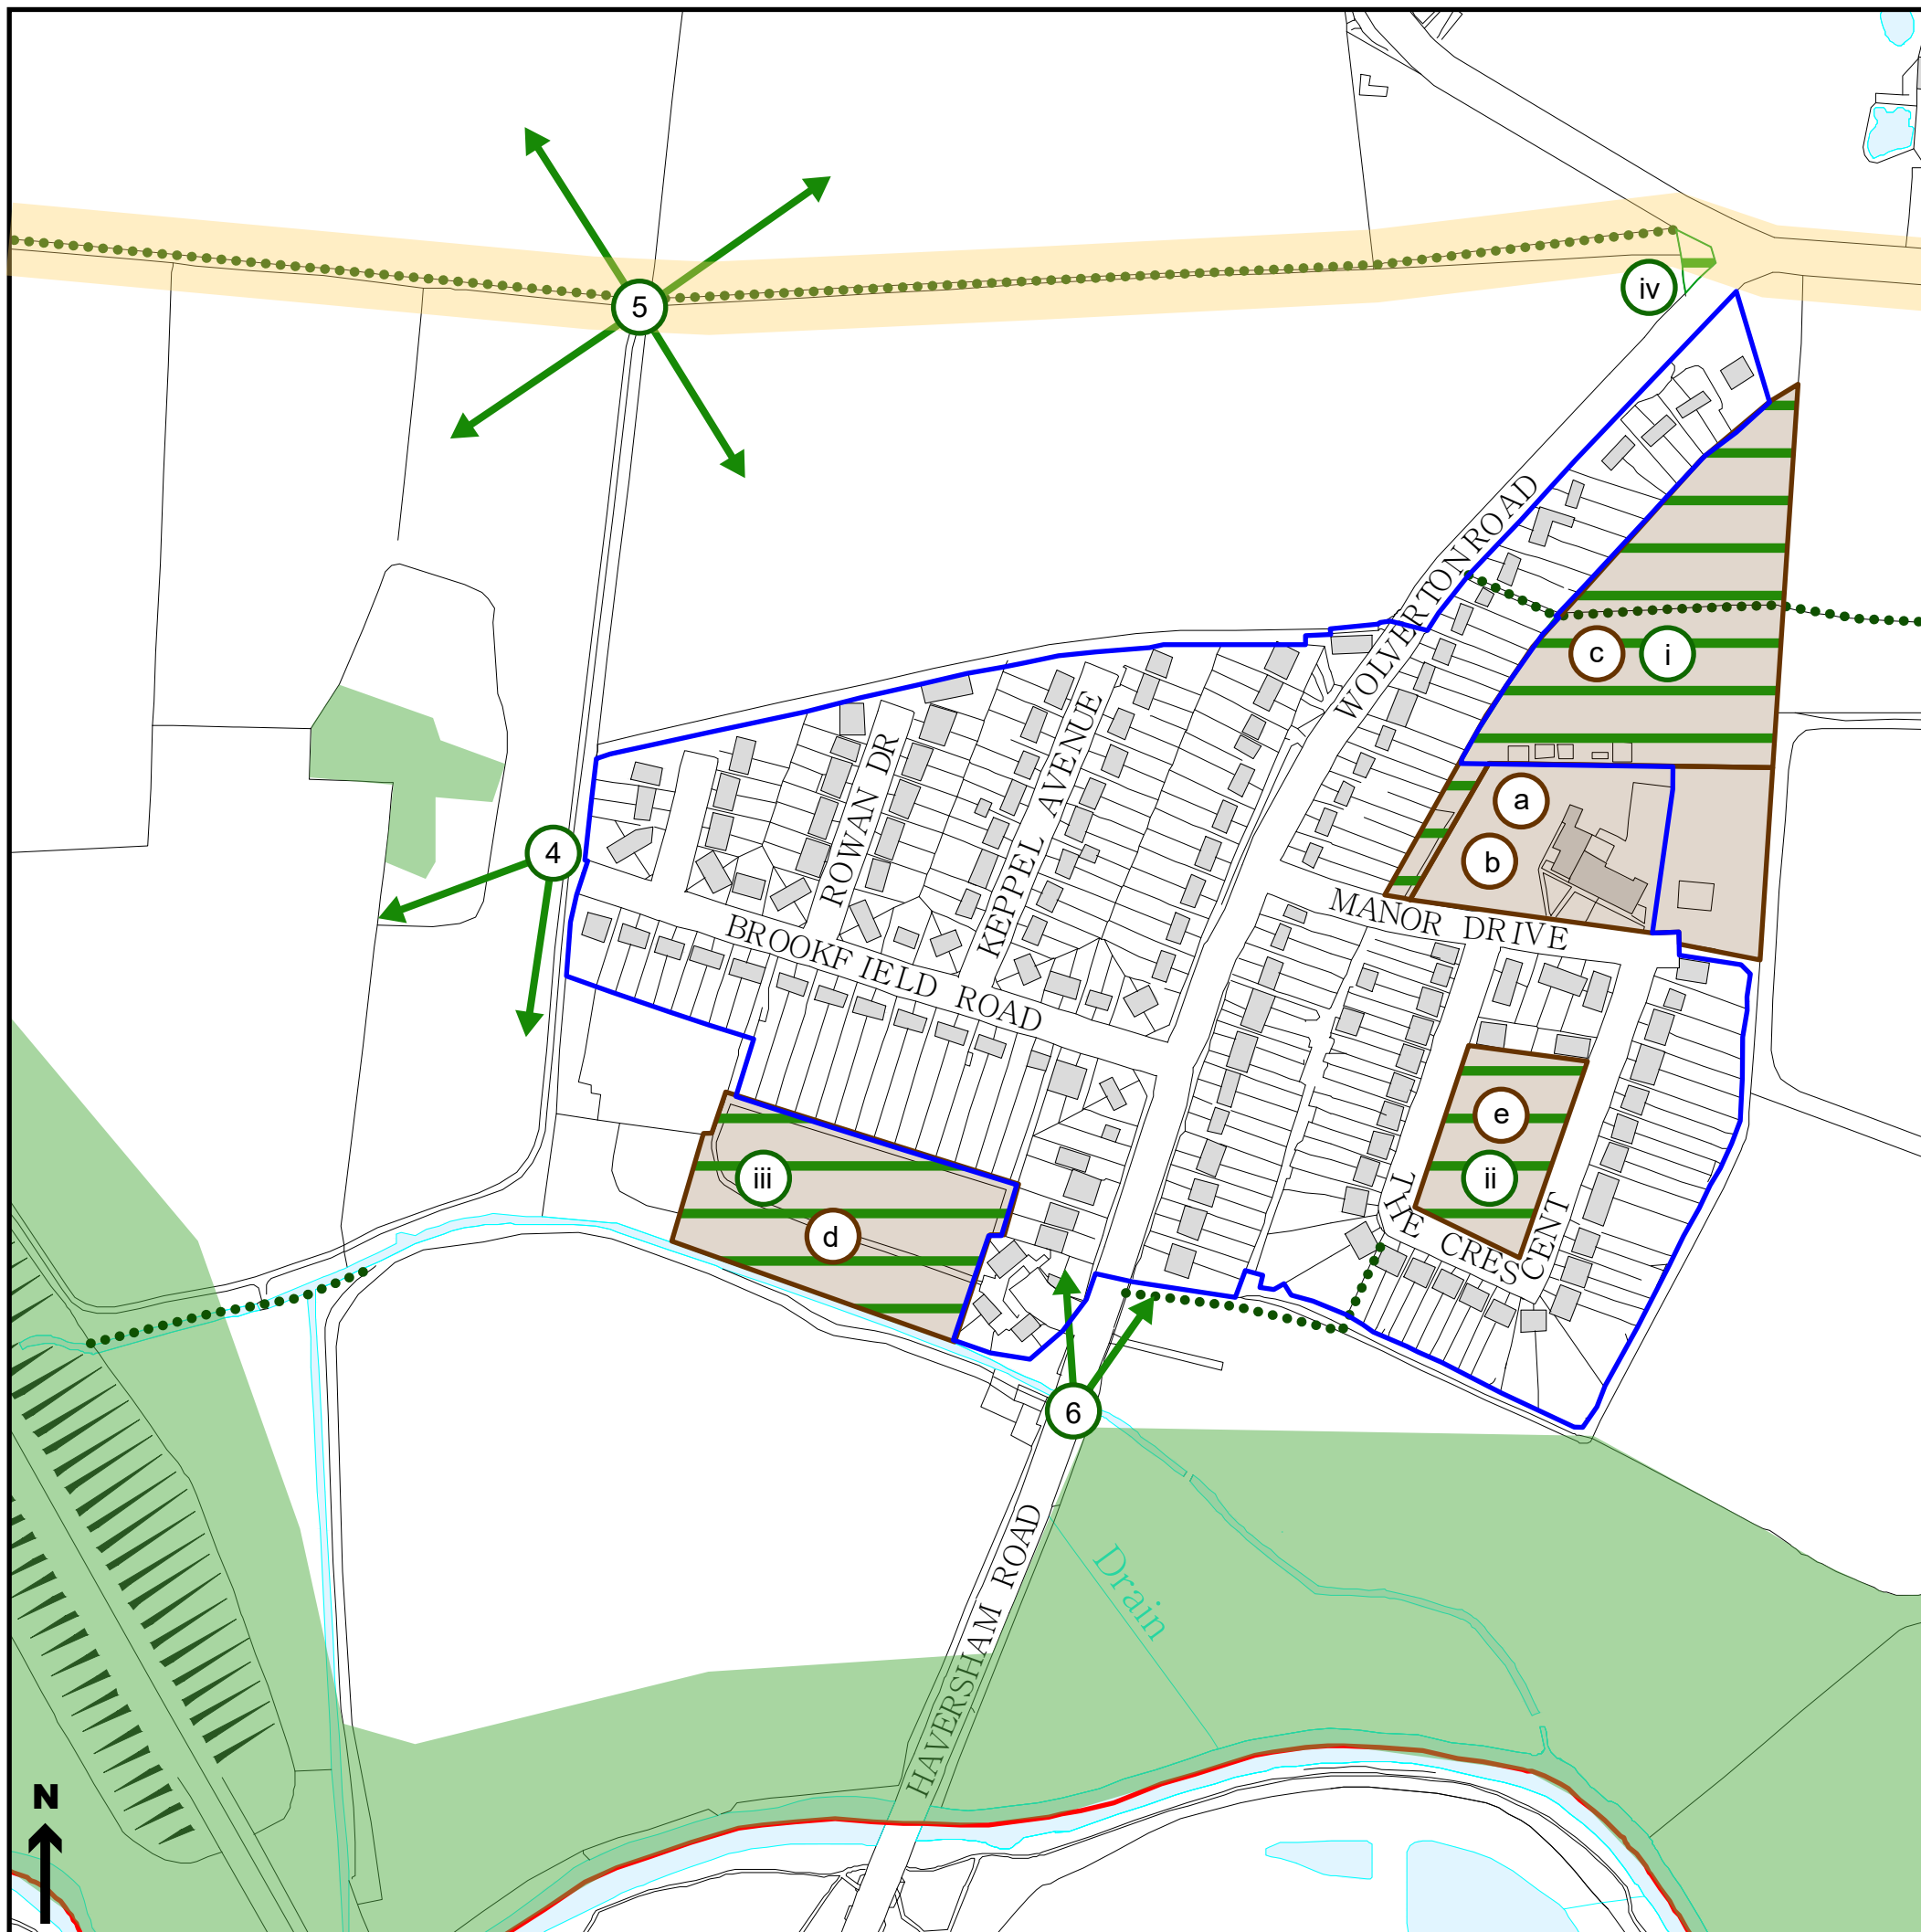 5
iv
WOLVERTON ROAD
c
i
4
ROWAN DR
KEPPEL AVENUE
a
b
MANOR DRIVE
BROOKFIELD ROAD
e
iii
ii
d
THE CRESCENT
6
HAVERSHAM ROAD
Drain
N